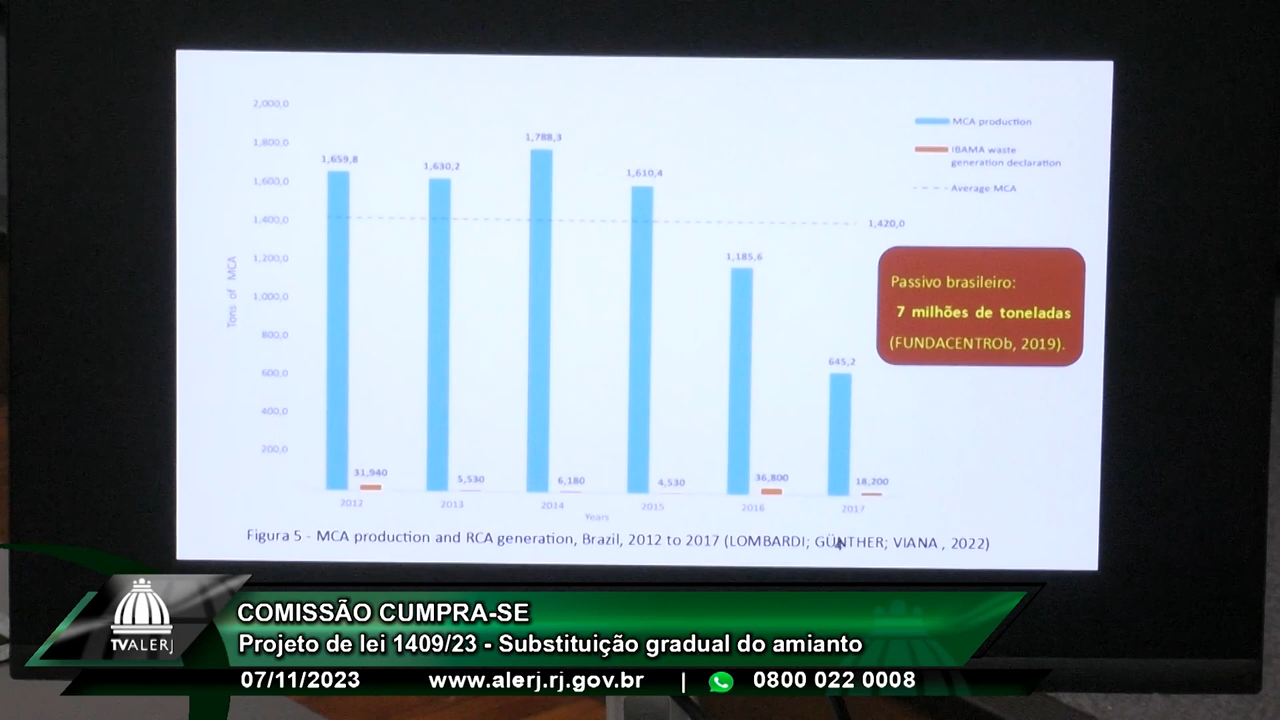 2,000,0
1,800,0
1,600,0
1,400,0
1,200,0
1,000,0
800,0
600,0
400,0
200,0
Tons of MCA
1,659,8
1,630,2
1,788,3
1,610,4
1,185,6
645,2
31,940
5,530
6,180
4,530
36,800
18,200
2012
2013
2014
2015
2016
2017
Years
MCA production
IBAMA waste
generation declaration
Average MCA
1,420,0
Passivo brasileiro:
7 milhões de toneladas
(FUNDACENTROb, 2019).
Figura 5 - MCA production and RCA generation, Brazil, 2012 to 2017 (LOMBARDI; GÜNTHER; VIANA , 2022)
TVALERJ
COMISSÃO CUMPRA-SE
Projeto de lei 1409/23 - Substituição gradual do amianto
07/11/2023 www.alerj.rj.gov.br | 0800 022 0008